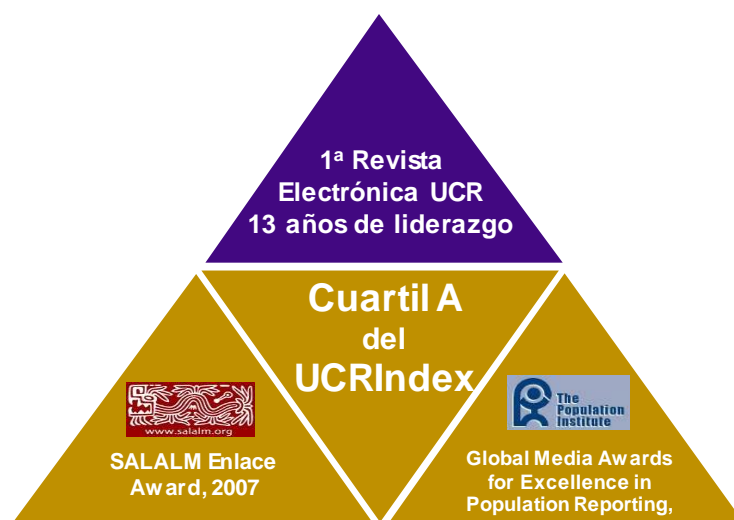 1ª Revista
Electrónica UCR
13 años de liderazgo
Cuartil A
del
UCRIndex
www.salalm.org
SALALM Enlace
Award, 2007
The
Population
Institute
Global Media Awards
for Excellence in
Population Reporting,